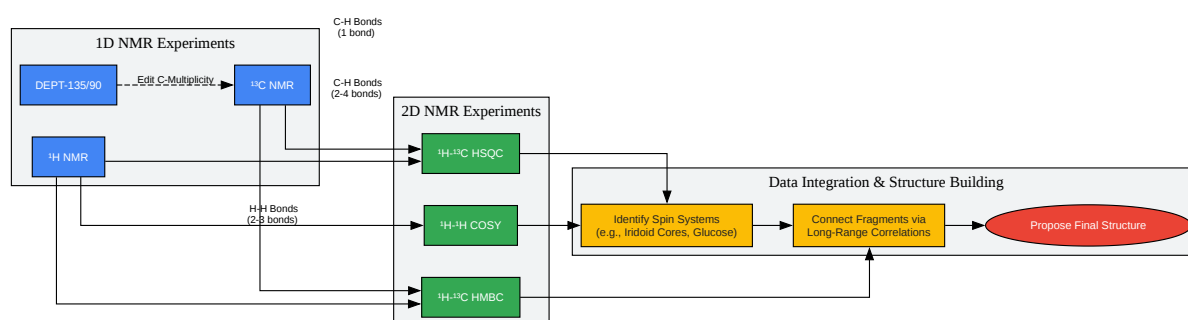 C-H Bonds
(1 bond)
1D NMR Experiments
DEPT-135/90
Edit C-Multiplicity
¹³C NMR
C-H Bonds
(2-4 bonds)
2D NMR Experiments
¹H NMR
¹H-¹³C HSQC
Data Integration & Structure Building
H-H Bonds
(2-3 bonds)
¹H-¹H COSY
Identify Spin Systems
(e.g., Iridoid Cores, Glucose)
Connect Fragments via
Long-Range Correlations
Propose Final Structure
¹H-¹³C HMBC